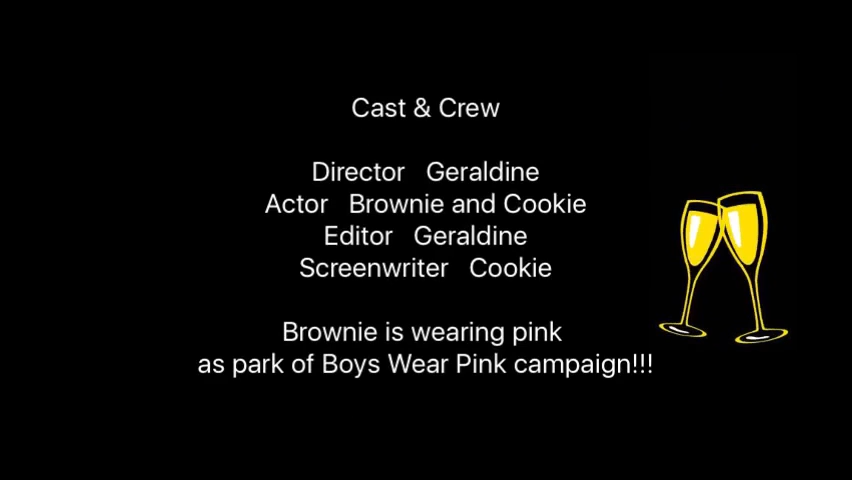 Cast & Crew
Director Geraldine
Actor Brownie and Cookie
Editor Geraldine
Screenwriter Cookie
Brownie is wearing pink
as park of Boys Wear Pink campaign!!!